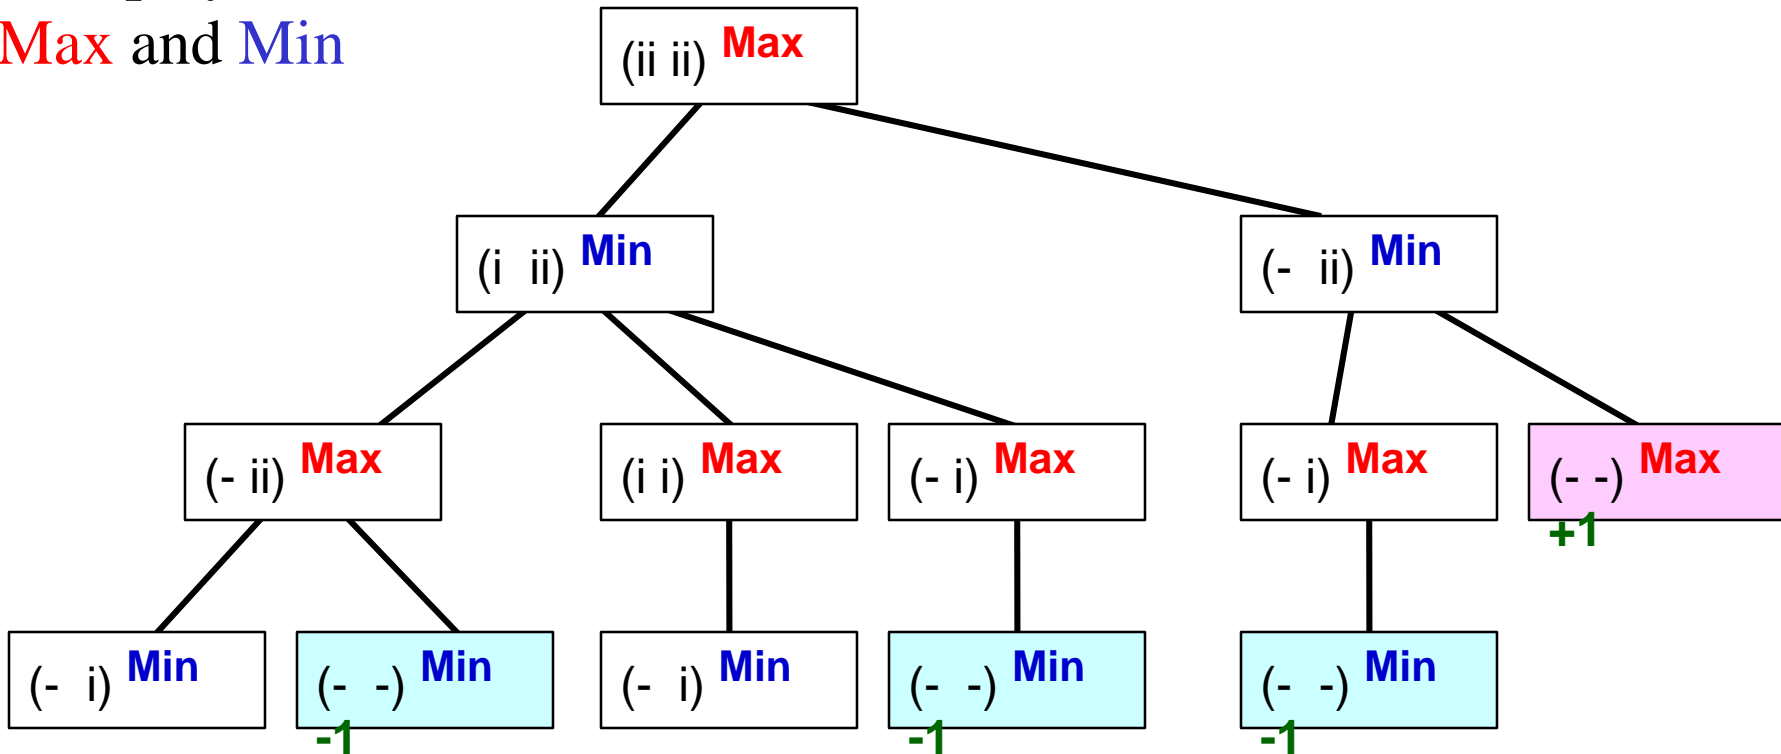 Max and Min
(ii ii) Max
(i ii) Min
(- ii) Min
(- ii) Max
(i i) Max
(- i) Max
(- i) Max
(- -) Max
+1
(- i) Min
(- -) Min
-1
(- i) Min
(- -) Min
-1
(- -) Min
-1